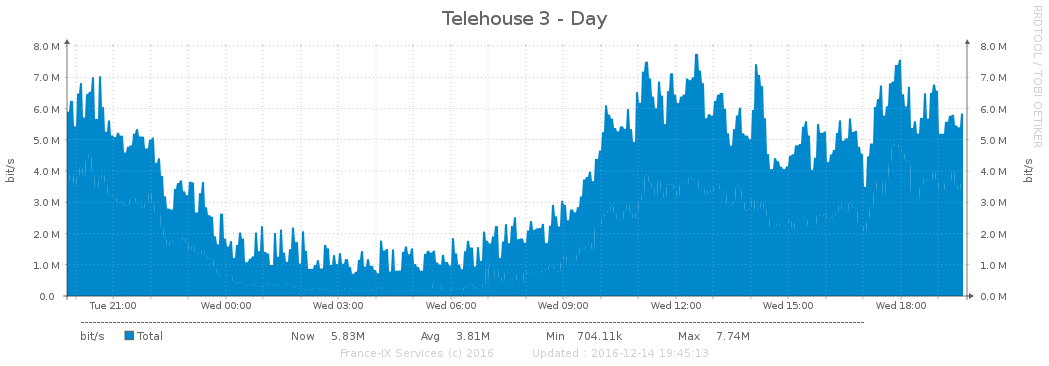 Telehouse 3 - Day
RRDTOOL / TOBI OETIKER
bit/s
8.0 M
7.0 M
6.0 M
5.0 M
4.0 M
3.0 M
2.0 M
1.0 M
0.0
8.0 M
7.0 M
6.0 M
5.0 M
4.0 M
3.0 M
2.0 M
1.0 M
0.0 M
bit/s
Tue 21:00 Wed 00:00 Wed 03:00 Wed 06:00 Wed 09:00 Wed 12:00 Wed 15:00 Wed 18:00
bit/s Total Now 5.83M Avg 3.81M Min 704.11k Max 7.74M
France-IX Services (c) 2016 Updated : 2016-12-14 19:45:13